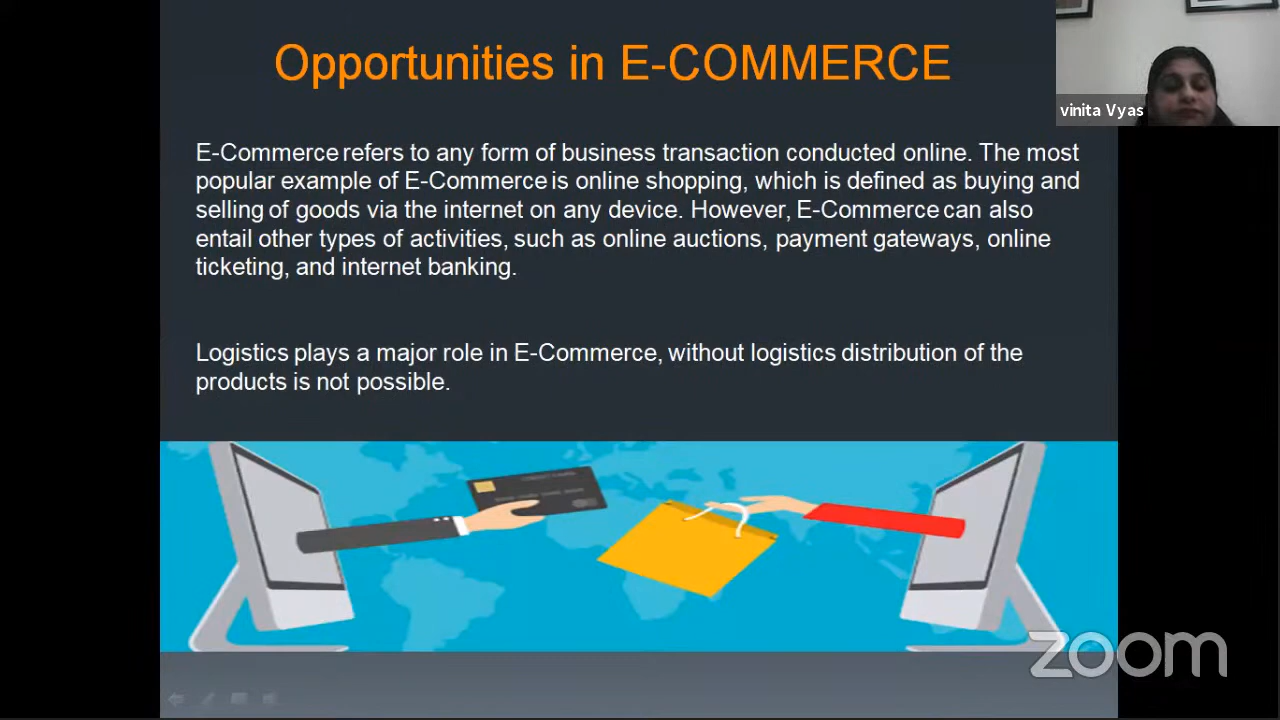 Opportunities in E-COMMERCE
vinita Vyas
E-Commerce refers to any form of business transaction conducted online. The most
popular example of E-Commerce is online shopping, which is defined as buying and
selling of goods via the internet on any device. However, E-Commerce can also
entail other types of activities, such as online auctions, payment gateways, online
ticketing, and internet banking.
Logistics plays a major role in E-Commerce, without logistics distribution of the
products is not possible.
zoom